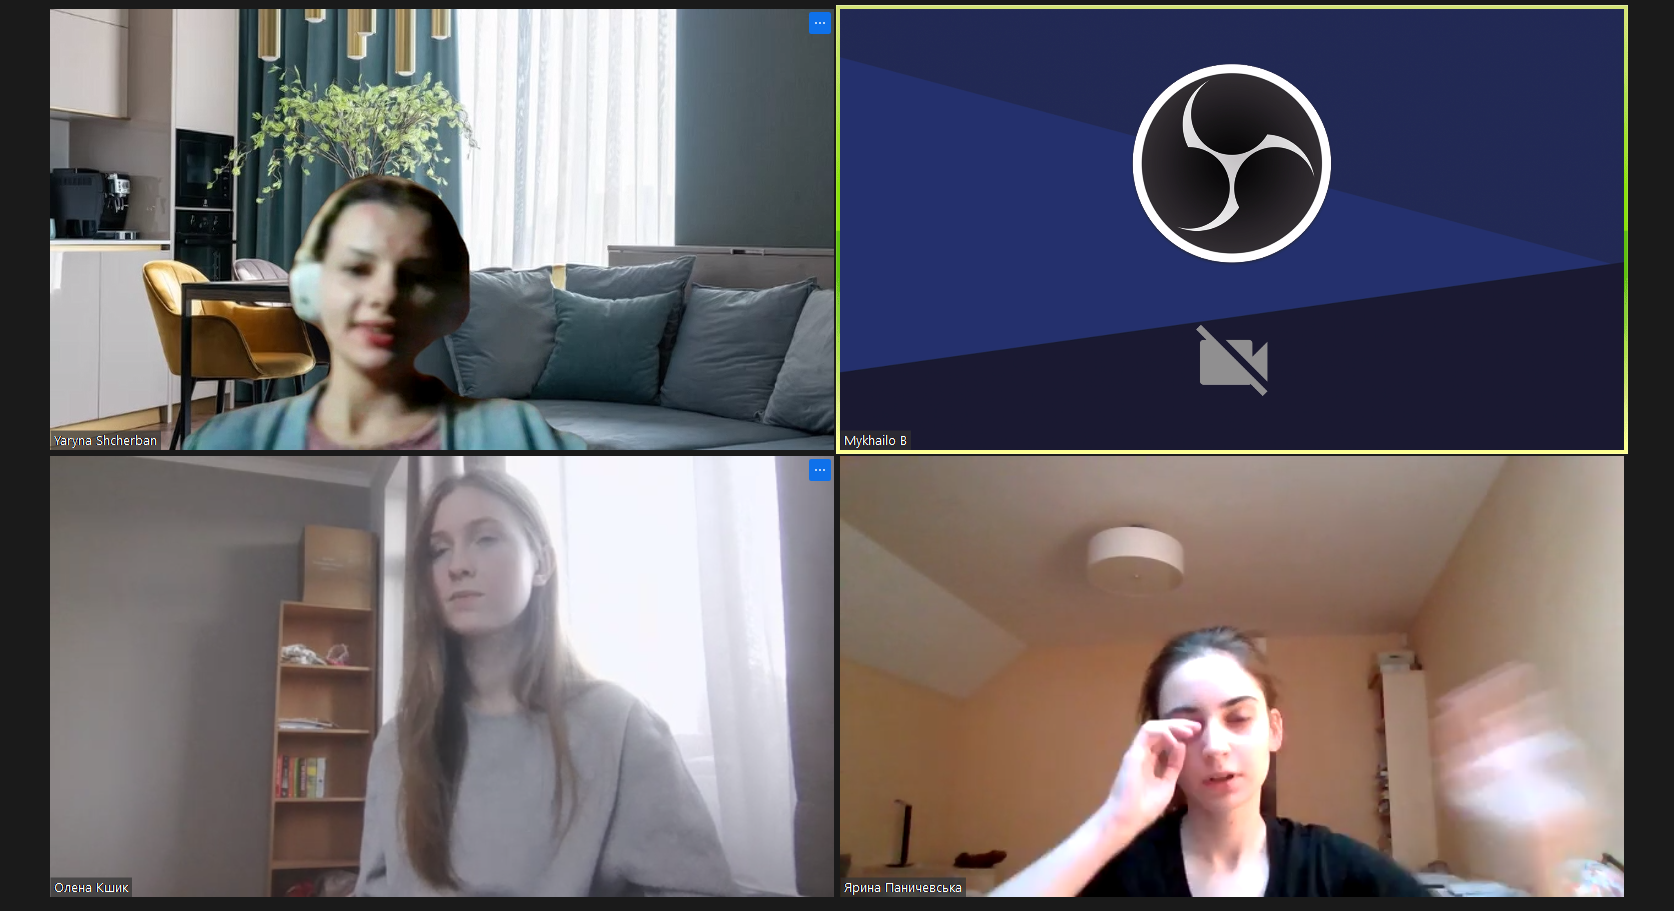 Yaryna Shcherban
Mykhailo B
Олена Кшик
Ярина Паничевська